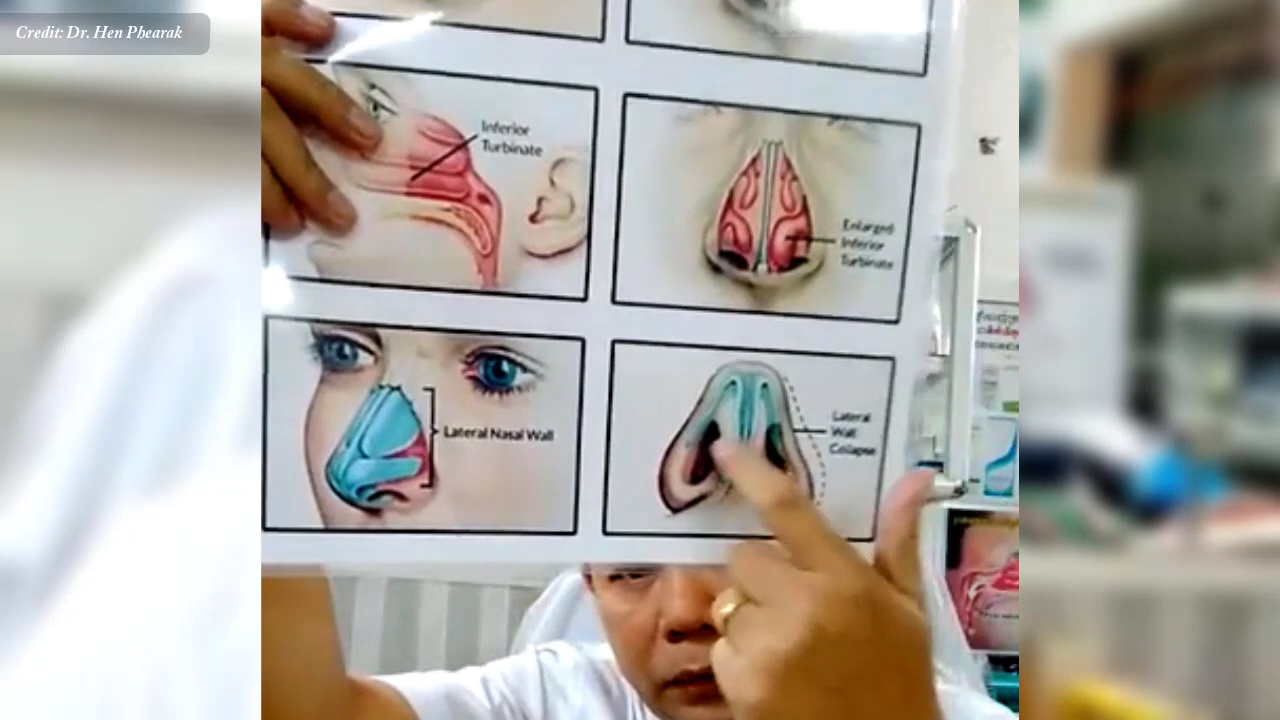 Credit: Dr. Hen Phearak
Inferior
Turbinate
Enlarged
Inferior
Turbinate
Lateral Nasal Wall
Lateral
Wall
Collapse